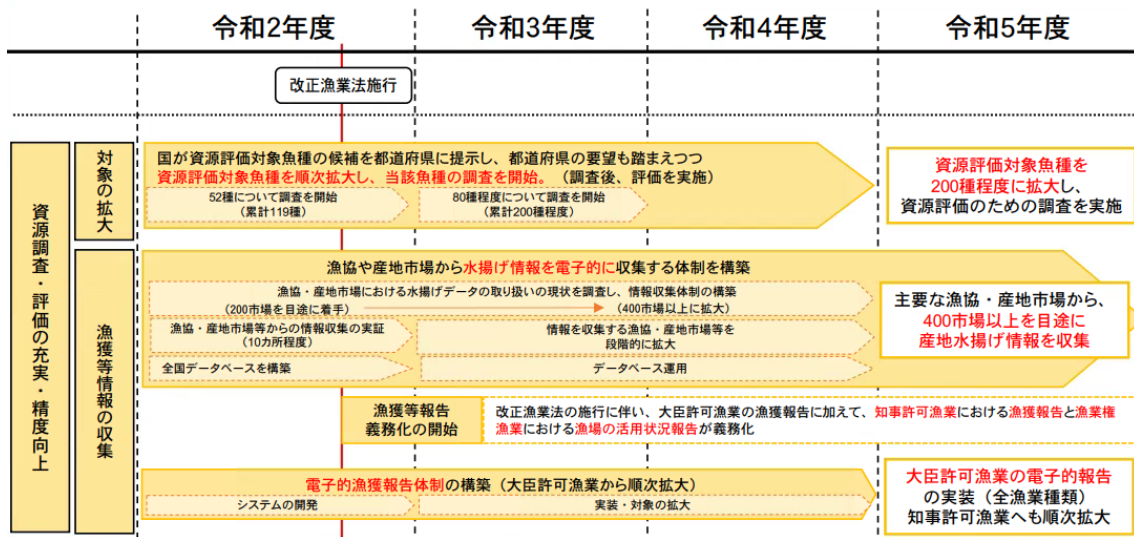 令和2年度
令和3年度
令和4年度
令和5年度
改正漁業法施行
資源調査・評価の充実・精度向上
対象の拡大
国が資源評価対象魚種の候補を都道府県に提示し、都道府県の要望も踏まえつつ
資源評価対象魚種を順次拡大し、当該魚種の調査を開始。（調査後、評価を実施）
52種について調査を開始
（累計119種）
80種程度について調査を開始
（累計200種程度）
資源評価対象魚種を
200種程度に拡大し、
資源評価のための調査を実施
漁獲等情報の収集
漁協や産地市場から水揚げ情報を電子的に収集する体制を構築
漁協・産地市場における水揚げデータの取り扱いの現状を調査し、情報収集体制の構築
（200市場を目途に着手）
（400市場以上に拡大）
漁協・産地市場等からの情報収集の実証
（10カ所程度）
情報を収集する漁協・産地市場等を
段階的に拡大
全国データベースを構築
データベース運用
主要な漁協・産地市場から、
400市場以上を目途に
産地水揚げ情報を収集
漁獲等報告
義務化の開始
改正漁業法の施行に伴い、大臣許可漁業の漁獲報告に加えて、知事許可漁業における漁獲報告と漁業権
漁業における漁場の活用状況報告が義務化
電子的漁獲報告体制の構築（大臣許可漁業から順次拡大）
システムの開発
実装・対象の拡大
大臣許可漁業の電子的報告
の実装（全漁業種類）
知事許可漁業へも順次拡大